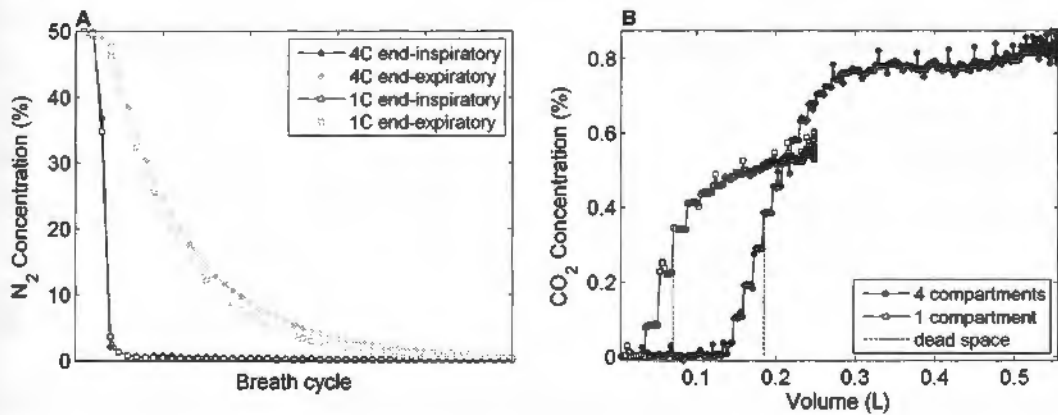 A
N₂ Concentration (%)
50
40
30
20
10
0
4C end-inspiratory
4C end-expiratory
1C end-inspiratory
1C end-expiratory
Breath cycle
B
CO₂ Concentration (%)
0.8
0.6
0.4
0.2
0
4 compartments
1 compartment
dead space
0.1 0.2 0.3 0.4 0.5
Volume (L)